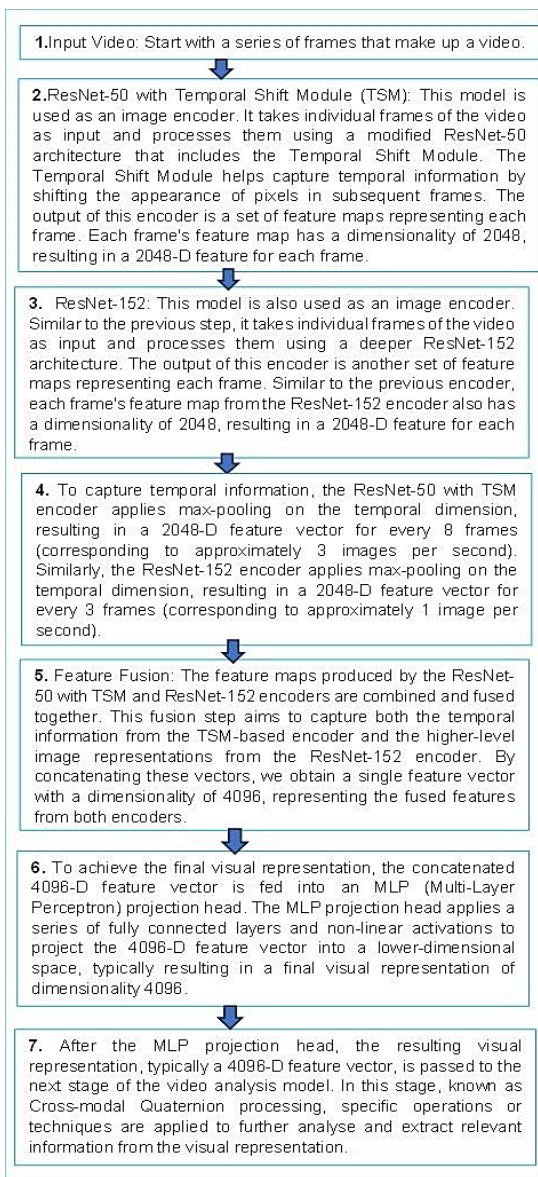 1.Input Video: Start with a series of frames that make up a video.
2.ResNet-50 with Temporal Shift Module (TSM): This model is
used as an image encoder. It takes individual frames of the video
as input and processes them using a modified ResNet-50
architecture that includes the Temporal Shift Module. The
Temporal Shift Module helps capture temporal information by
shifting the appearance of pixels in subsequent frames. The
output of this encoder is a set of feature maps representing each
frame. Each frame's feature map has a dimensionality of 2048,
resulting in a 2048-D feature for each frame.
3. ResNet-152: This model is also used as an image encoder.
Similar to the previous step, it takes individual frames of the video
as input and processes them using a deeper ResNet-152
architecture. The output of this encoder is another set of feature
maps representing each frame. Similar to the previous encoder,
each frame's feature map from the ResNet-152 encoder also has
a dimensionality of 2048, resulting in a 2048-D feature for each
frame.
4. To capture temporal information, the ResNet-50 with TSM
encoder applies max-pooling on the temporal dimension,
resulting in a 2048-D feature vector for every 8 frames
(corresponding to approximately 3 images per second).
Similarly, the ResNet-152 encoder applies max-pooling on the
temporal dimension, resulting in a 2048-D feature vector for
every 3 frames (corresponding to approximately 1 image per
second).
5. Feature Fusion: The feature maps produced by the ResNet-
50 with TSM and ResNet-152 encoders are combined and fused
together. This fusion step aims to capture both the temporal
information from the TSM-based encoder and the higher-level
image representations from the ResNet-152 encoder. By
concatenating these vectors, we obtain a single feature vector
with a dimensionality of 4096, representing the fused features
from both encoders.
6. To achieve the final visual representation, the concatenated
4096-D feature vector is fed into an MLP (Multi-Layer
Perceptron) projection head. The MLP projection head applies a
series of fully connected layers and non-linear activations to
project the 4096-D feature vector into a lower-dimensional
space, typically resulting in a final visual representation of
dimensionality 4096.
7. After the MLP projection head, the resulting visual
representation, typically a 4096-D feature vector, is passed to the
next stage of the video analysis model. In this stage, known as
Cross-modal Quaternion processing, specific operations or
techniques are applied to further analyse and extract relevant
information from the visual representation.